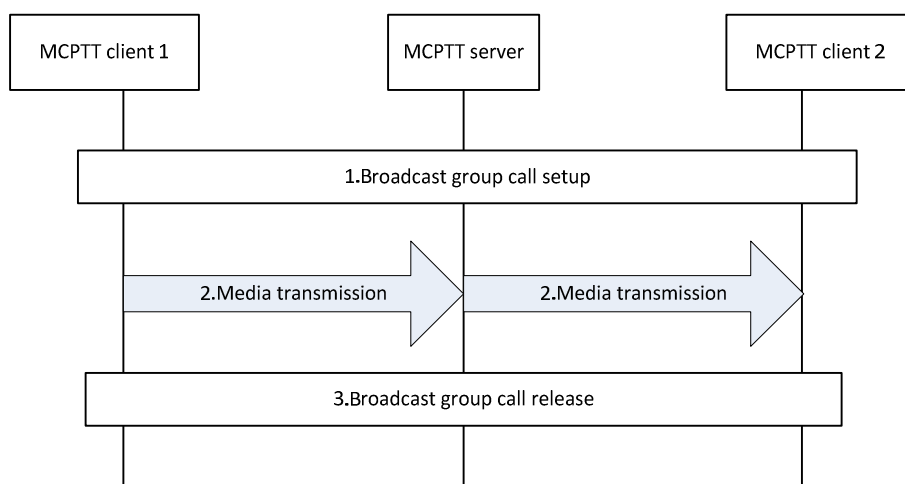 MCPTT client 1
MCPTT server
MCPTT client 2
1.Broadcast group call setup
2.Media transmission
2.Media transmission
3.Broadcast group call release